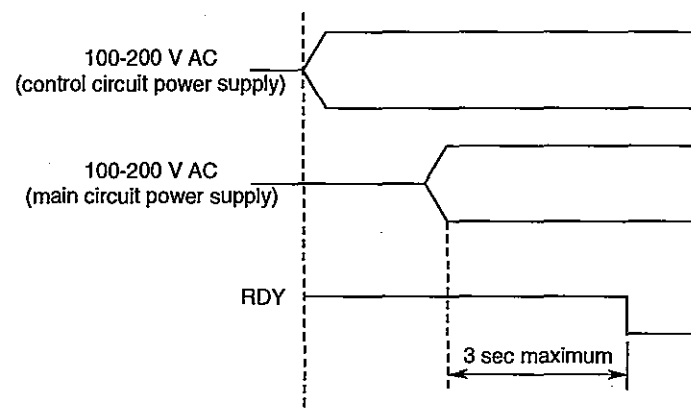 100-200 V AC
(control circuit power supply)
100-200 V AC
(main circuit power supply)
RDY
3 sec maximum